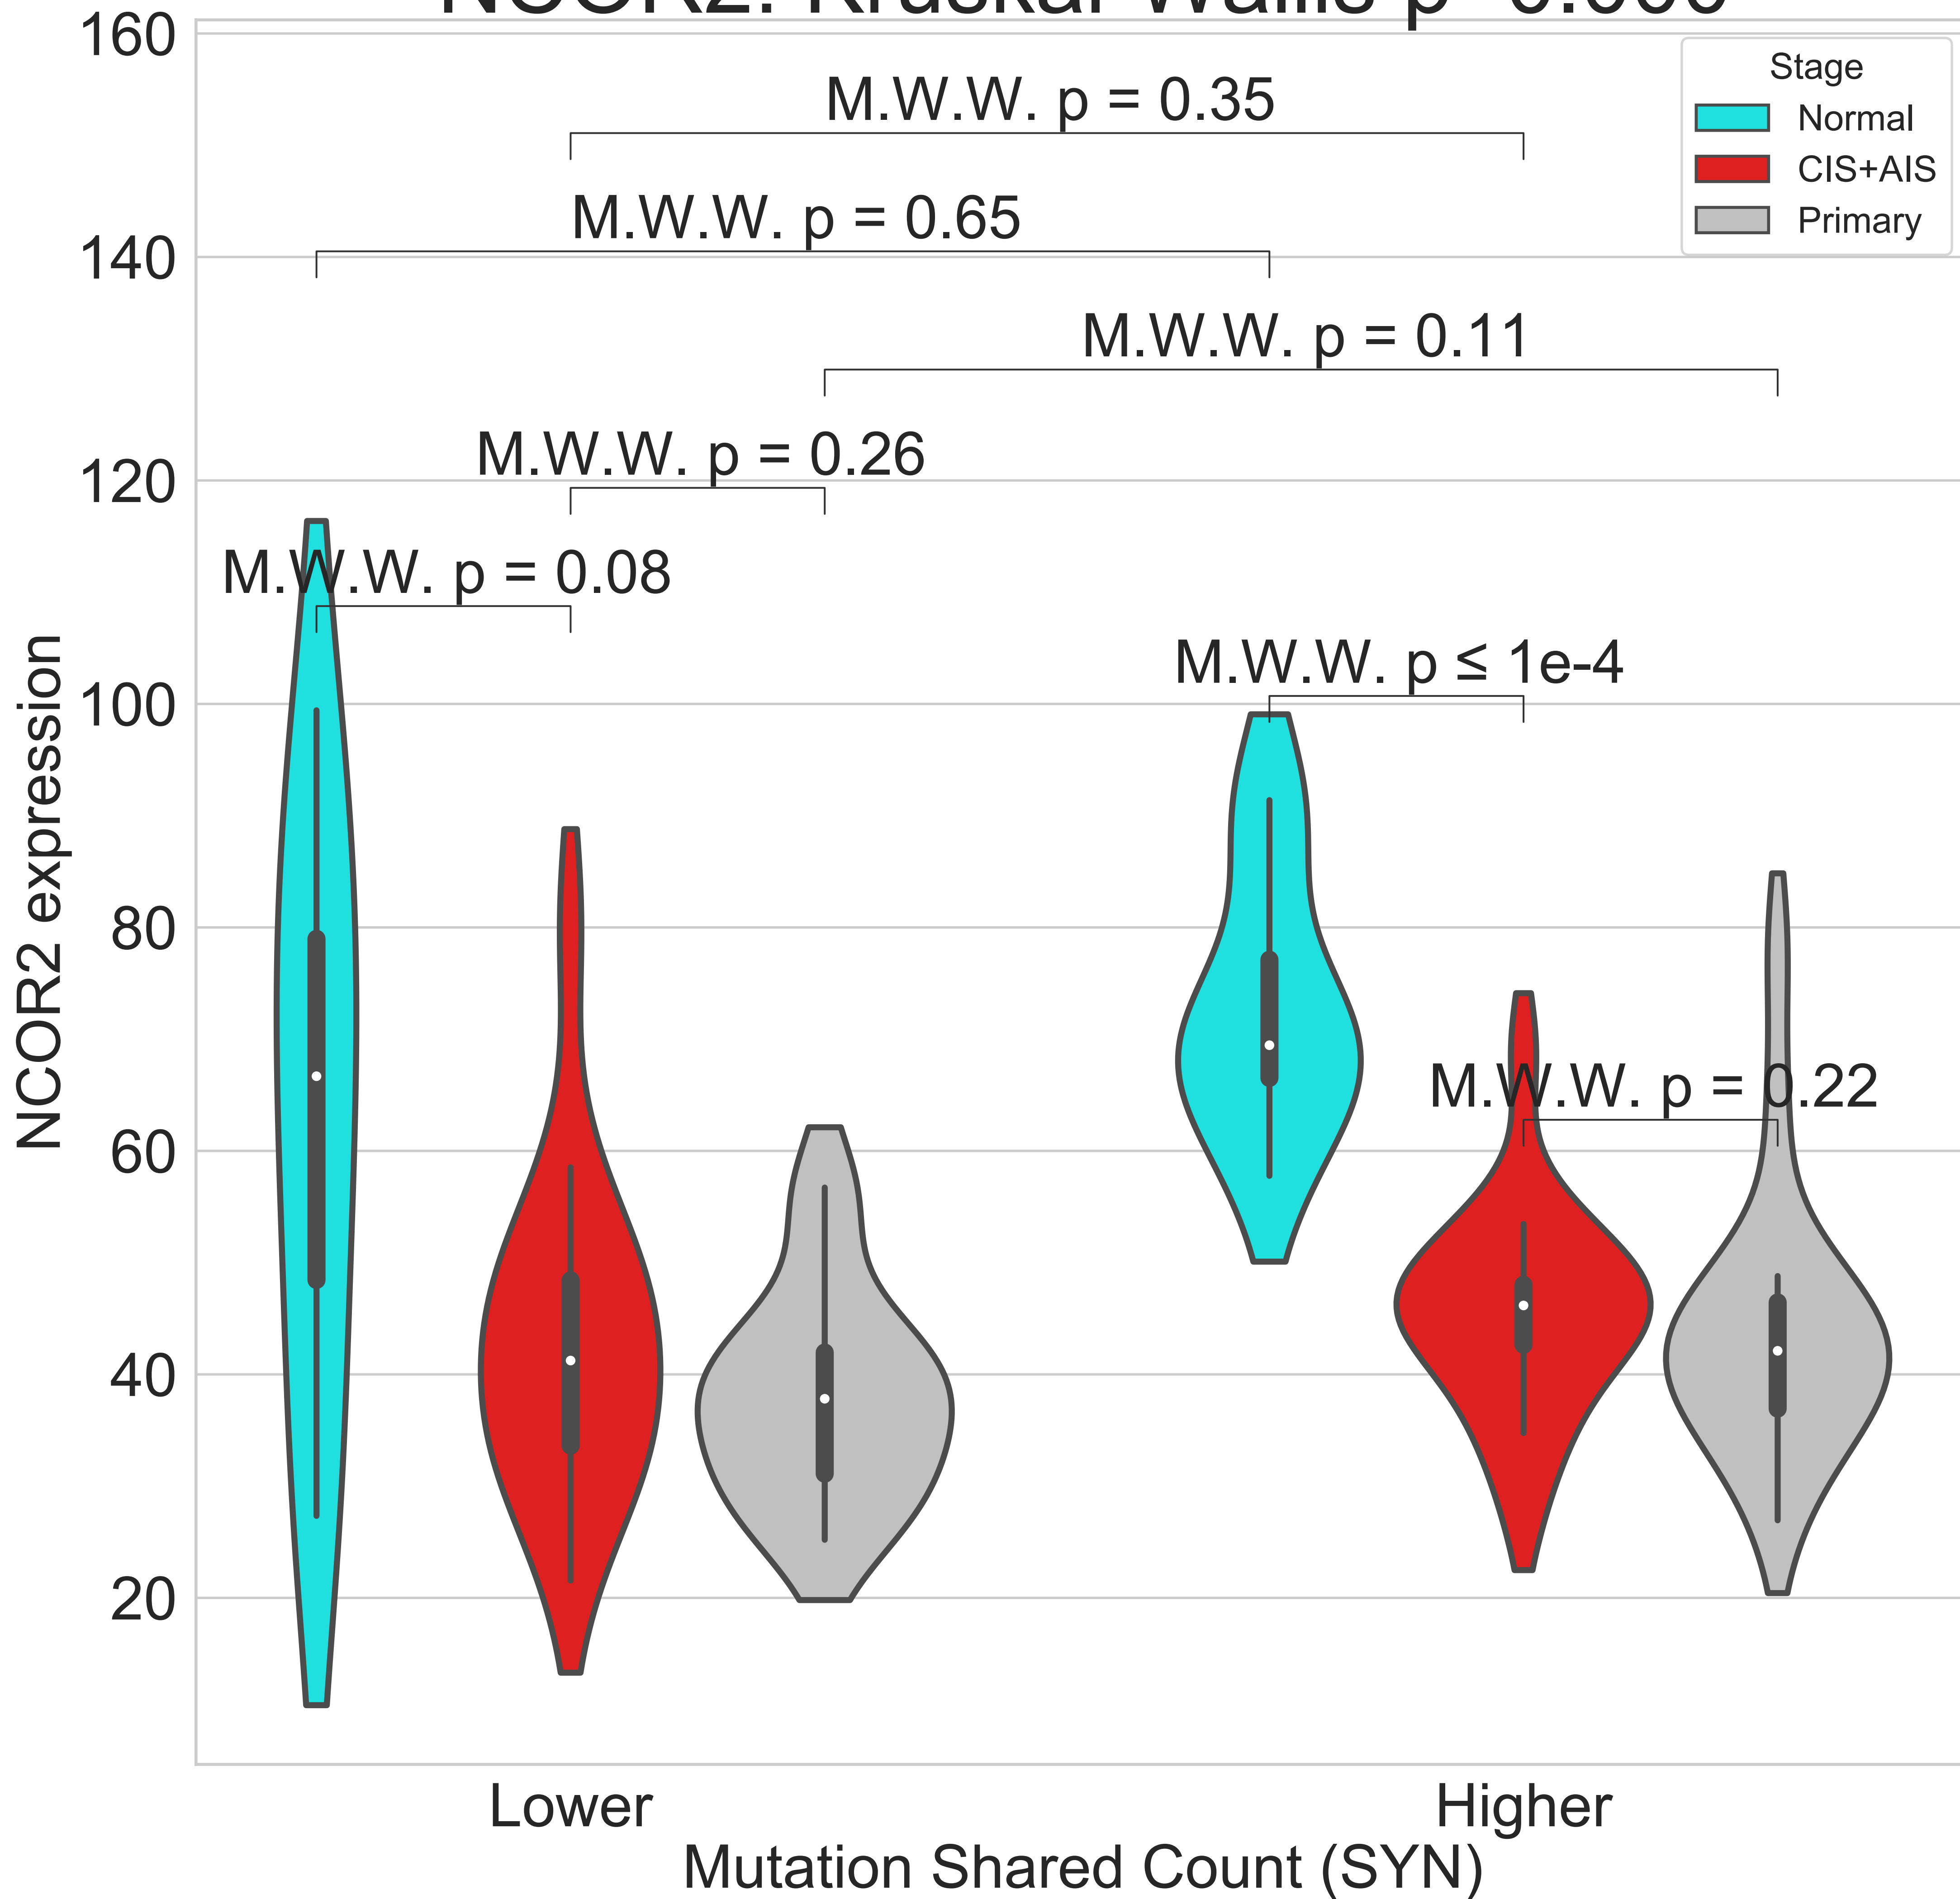 160
M.W.W. p = 0.35
Stage
Normal
CIS+AIS
Primary
M.W.W. p = 0.65
140
M.W.W. p = 0.11
M.W.W. p = 0.26
120
M.W.W. p = 0.08
M.W.W. p ≤ 1e-4
100
NCOR2 expression
80
M.W.W. p = 0.22
60
40
20
Lower
Higher
Mutation Shared Count (SYN)